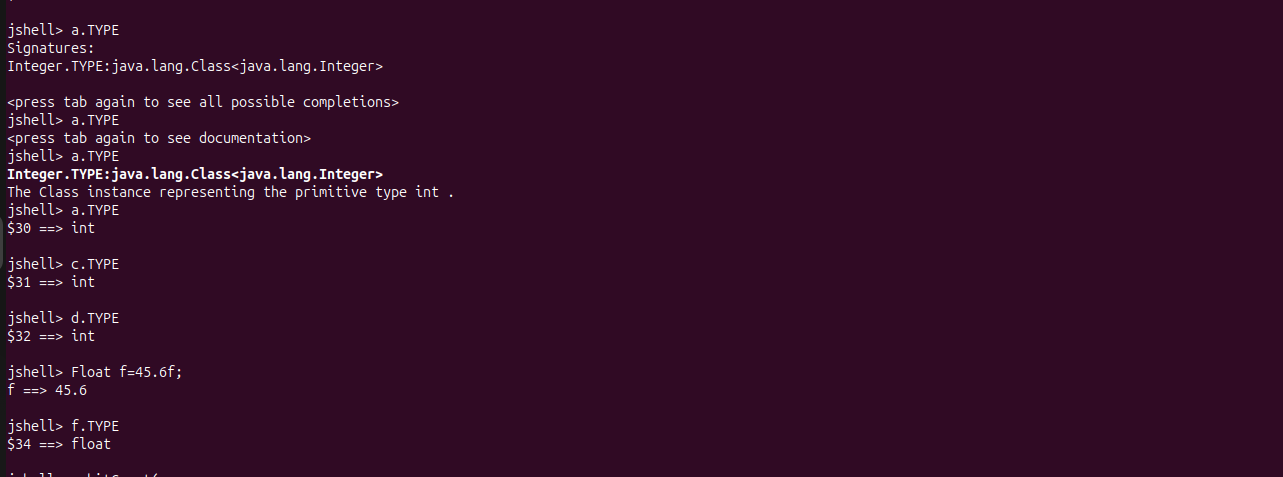 jshell> a.TYPE
Signatures:
Integer.TYPE:java.lang.Class<java.lang.Integer>
<press tab again to see all possible completions>
jshell> a.TYPE
<press tab again to see documentation>
jshell> a.TYPE
Integer.TYPE:java.lang.Class<java.lang.Integer>
The Class instance representing the primitive type int .
jshell> a.TYPE
$30 ==> int
jshell> c.TYPE
$31 ==> int
jshell> d.TYPE
$32 ==> int
jshell> Float f=45.6f;
f ==> 45.6
jshell> f.TYPE
$34 ==> float